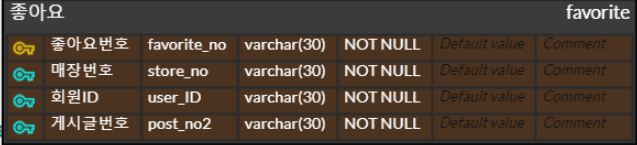 좋아요 favorite
좋아요번호 favorite_no varchar(30) NOT NULL Default value Comment
매장번호 store_no varchar(30) NOT NULL Default value Comment
회원ID user_ID varchar(30) NOT NULL Default value Comment
게시글번호 post_no2 varchar(30) NOT NULL Default value Comment